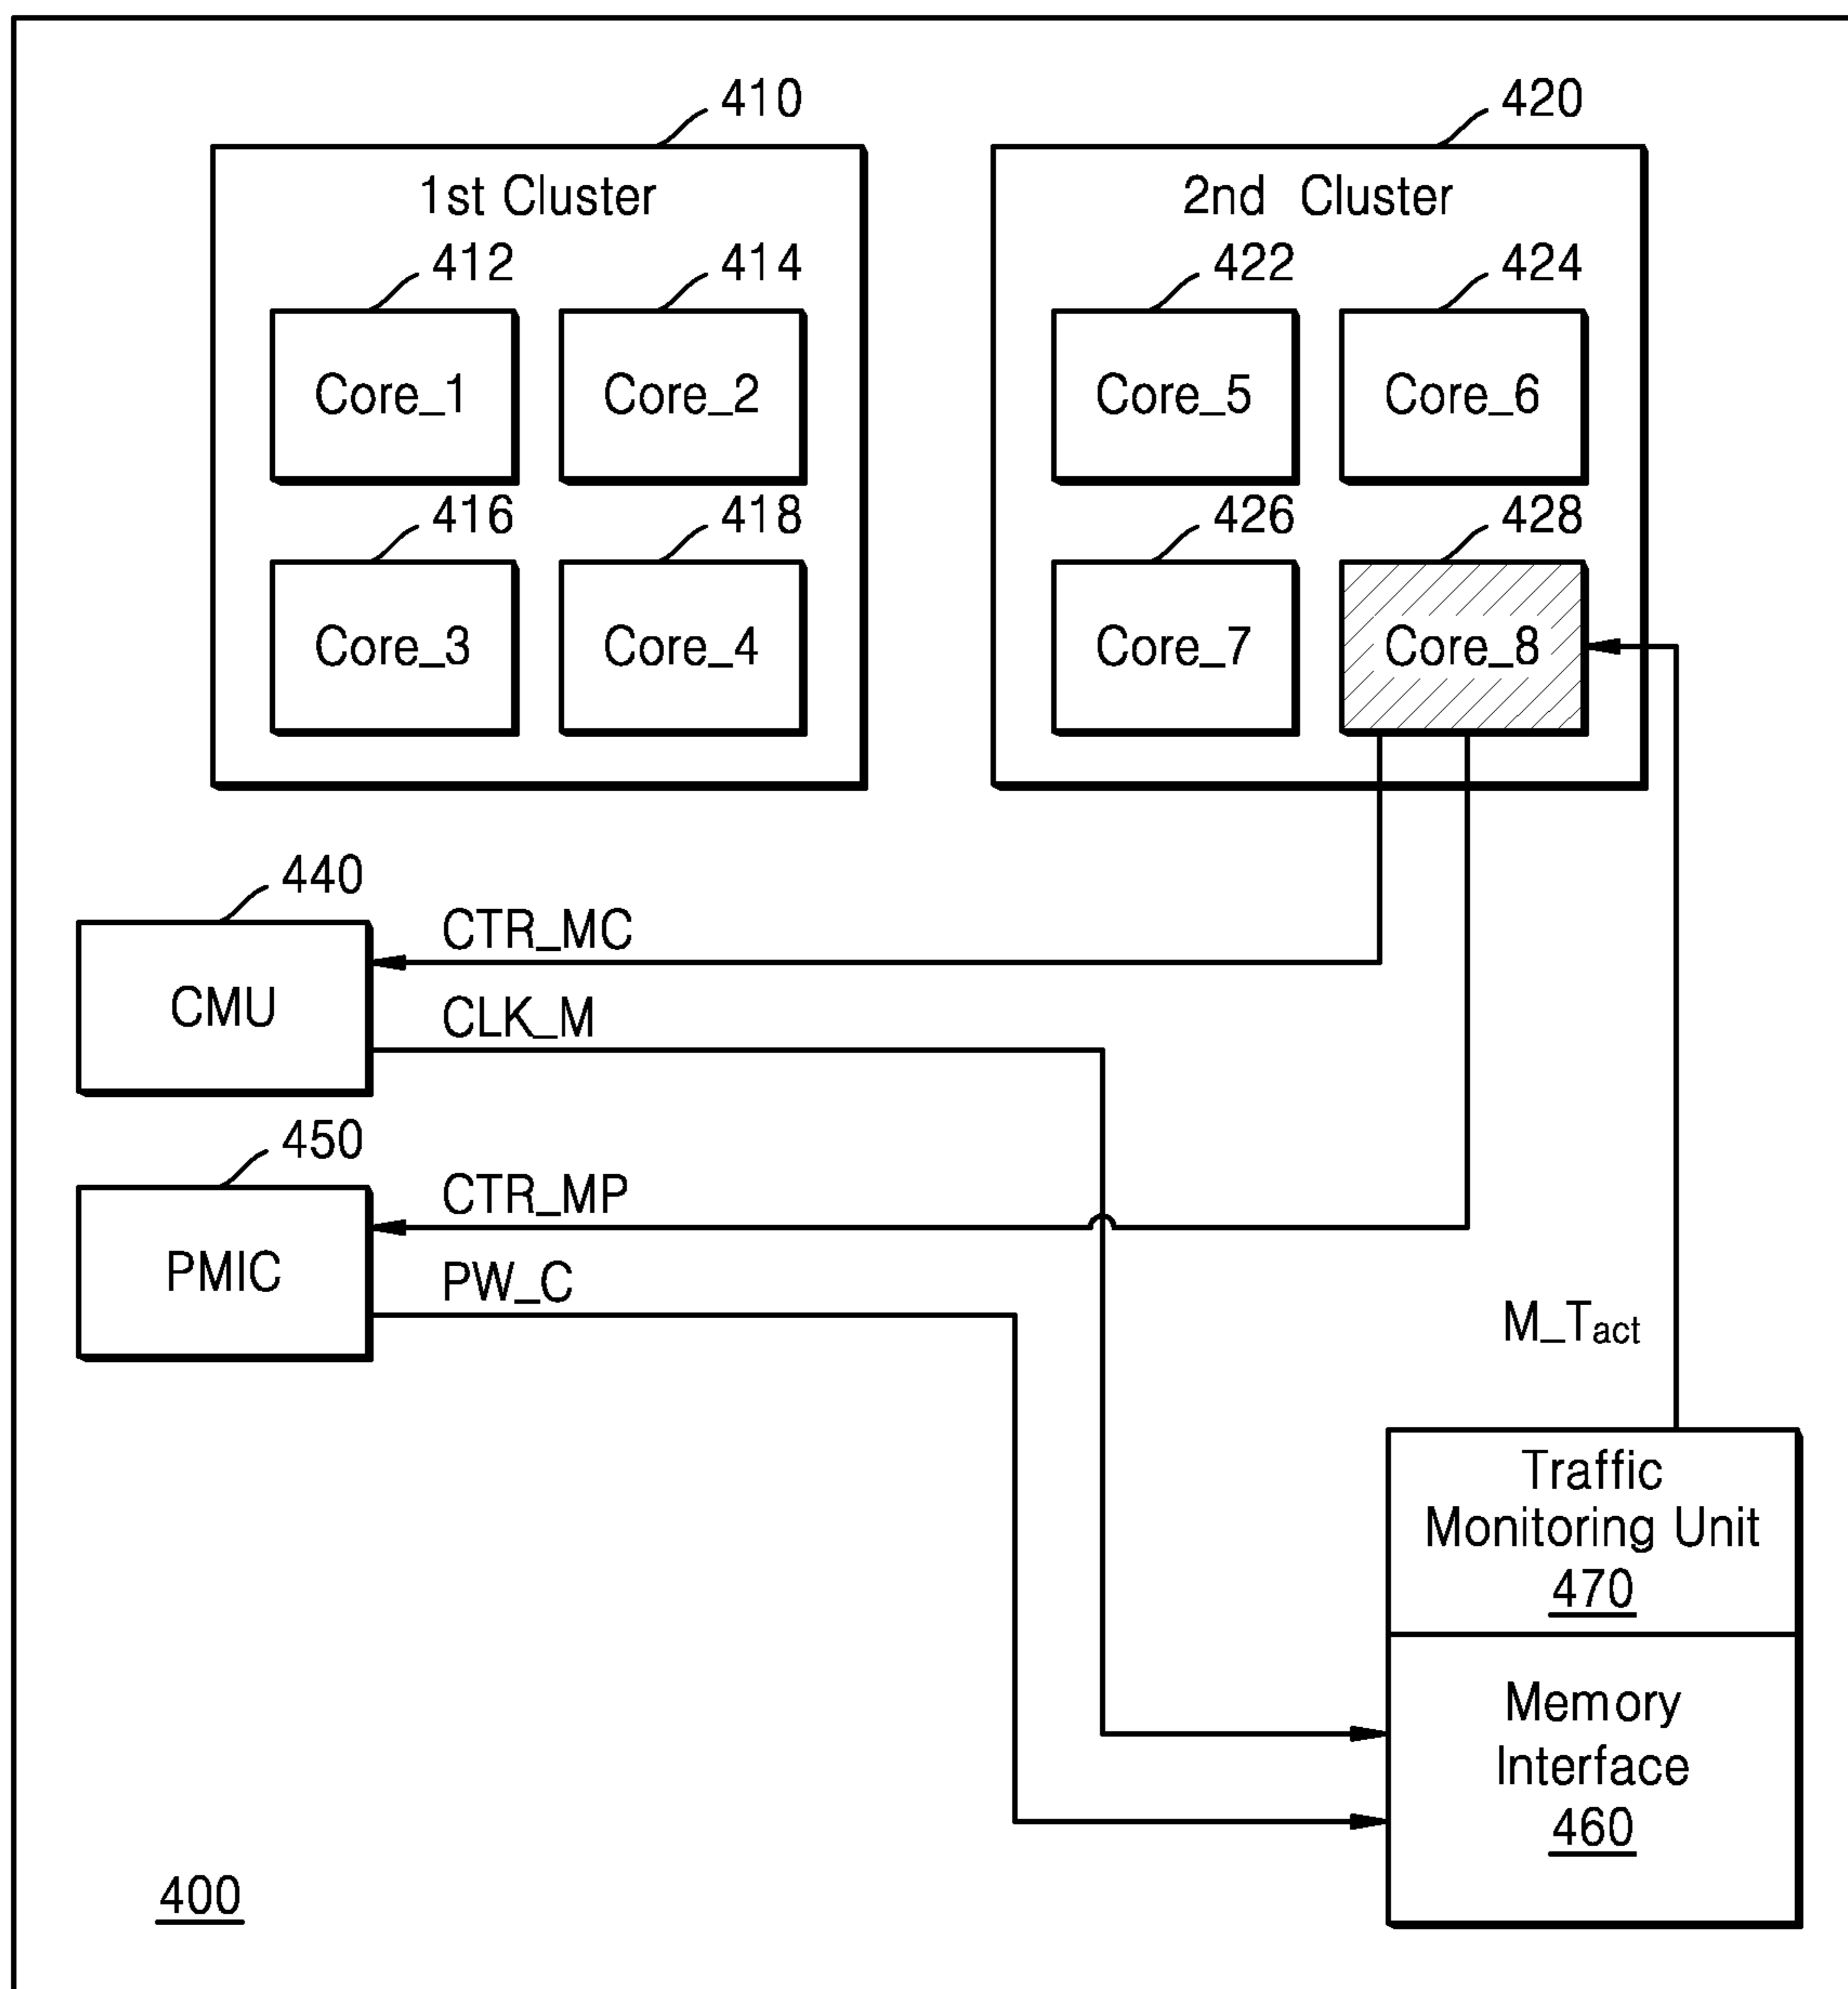 410
420
1st Cluster
2nd Cluster
412
414
422
424
Core_1
Core_2
Core_5
Core_6
416
418
426
428
Core_3
Core_4
Core_7
Core_8
440
CTR_MC
CMU
CLK_M
450
CTR_MP
PMIC
PW_C
M_Tact
Traffic
Monitoring Unit
470
Memory
Interface
460
400